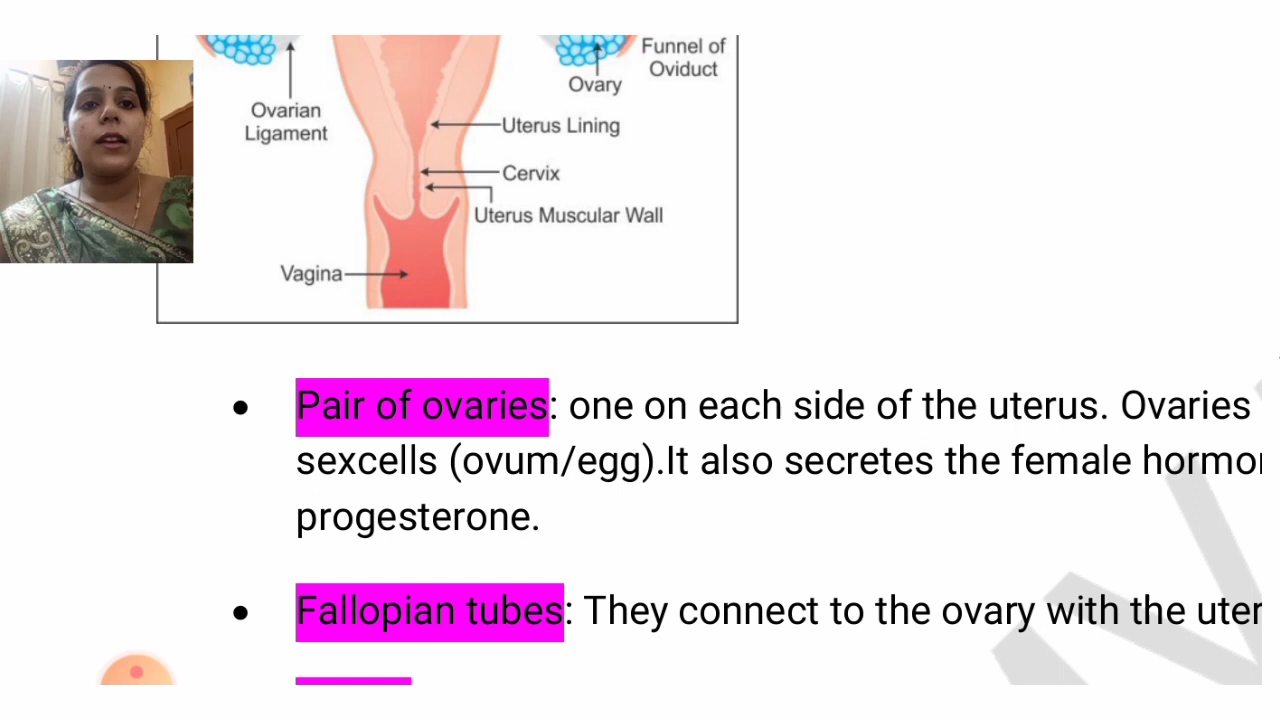 Funnel of
Oviduct
Ovary
Ovarian
Ligament
Uterus Lining
Cervix
Uterus Muscular Wall
Vagina
• Pair of ovaries: one on each side of the uterus. Ovaries
sexcells (ovum/egg).It also secretes the female
progesterone.
• Fallopian tubes: They connect to the ovary with the